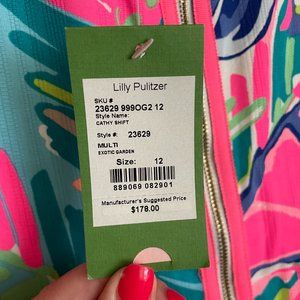 Lilly Pulitzer
SKU #
23629 999OG2 12
Style Name:
CATHY SHIFT
Style #: 23629
MULTI
EXOTIC GARDEN
Size: 12
889069 082901
Manufacturer's Suggested Price
$178.00